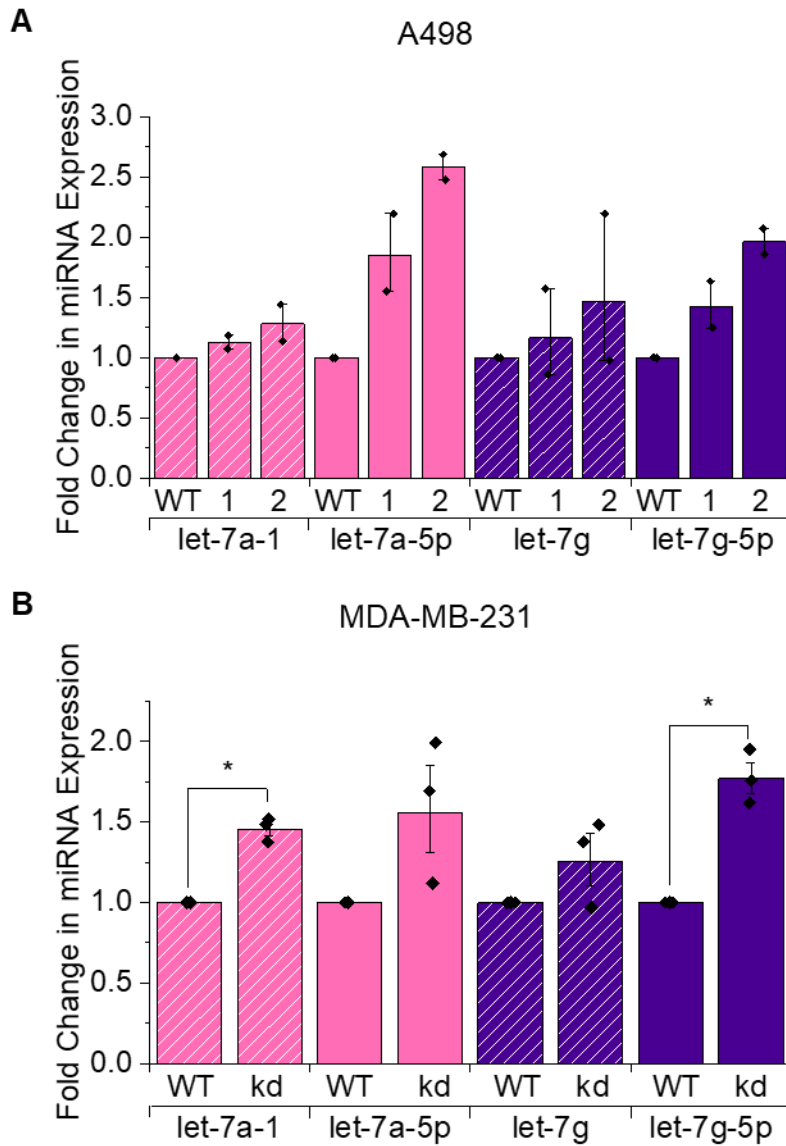 A
A498
Fold Change in miRNA Expression
3.0
2.5
2.0
1.5
1.0
0.5
0.0
WT 1 2 WT 1 2 WT 1 2 WT 1 2
let-7a-1 let-7a-5p let-7g let-7g-5p
B
MDA-MB-231
Fold Change in miRNA Expression
2.0
1.5
1.0
0.5
0.0
* *
WT kd WT kd WT kd WT kd
let-7a-1 let-7a-5p let-7g let-7g-5p